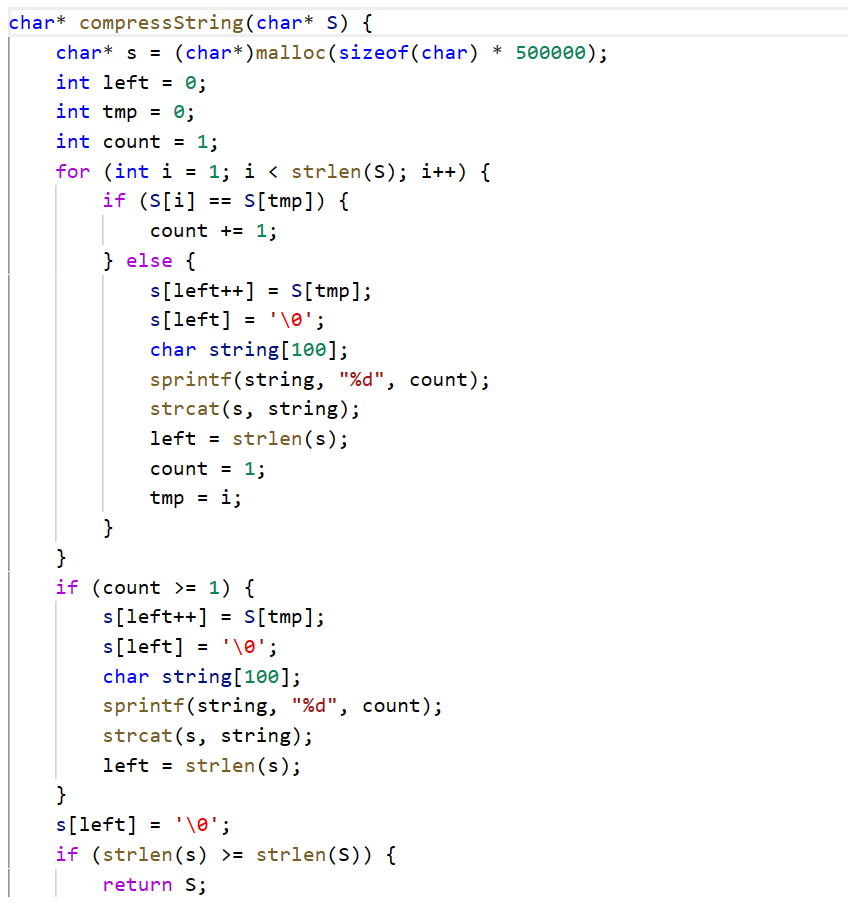 char* compressString(char* S) {
    char* s = (char*)malloc(sizeof(char) * 500000);
    int left = 0;
    int tmp = 0;
    int count = 1;
    for (int i = 1; i < strlen(S); i++) {
        if (S[i] == S[tmp]) {
            count += 1;
        } else {
            s[left++] = S[tmp];
            s[left] = '\0';
            char string[100];
            sprintf(string, "%d", count);
            strcat(s, string);
            left = strlen(s);
            count = 1;
            tmp = i;
        }
    }
    if (count >= 1) {
        s[left++] = S[tmp];
        s[left] = '\0';
        char string[100];
        sprintf(string, "%d", count);
        strcat(s, string);
        left = strlen(s);
    }
    s[left] = '\0';
    if (strlen(s) >= strlen(S)) {
        return S;